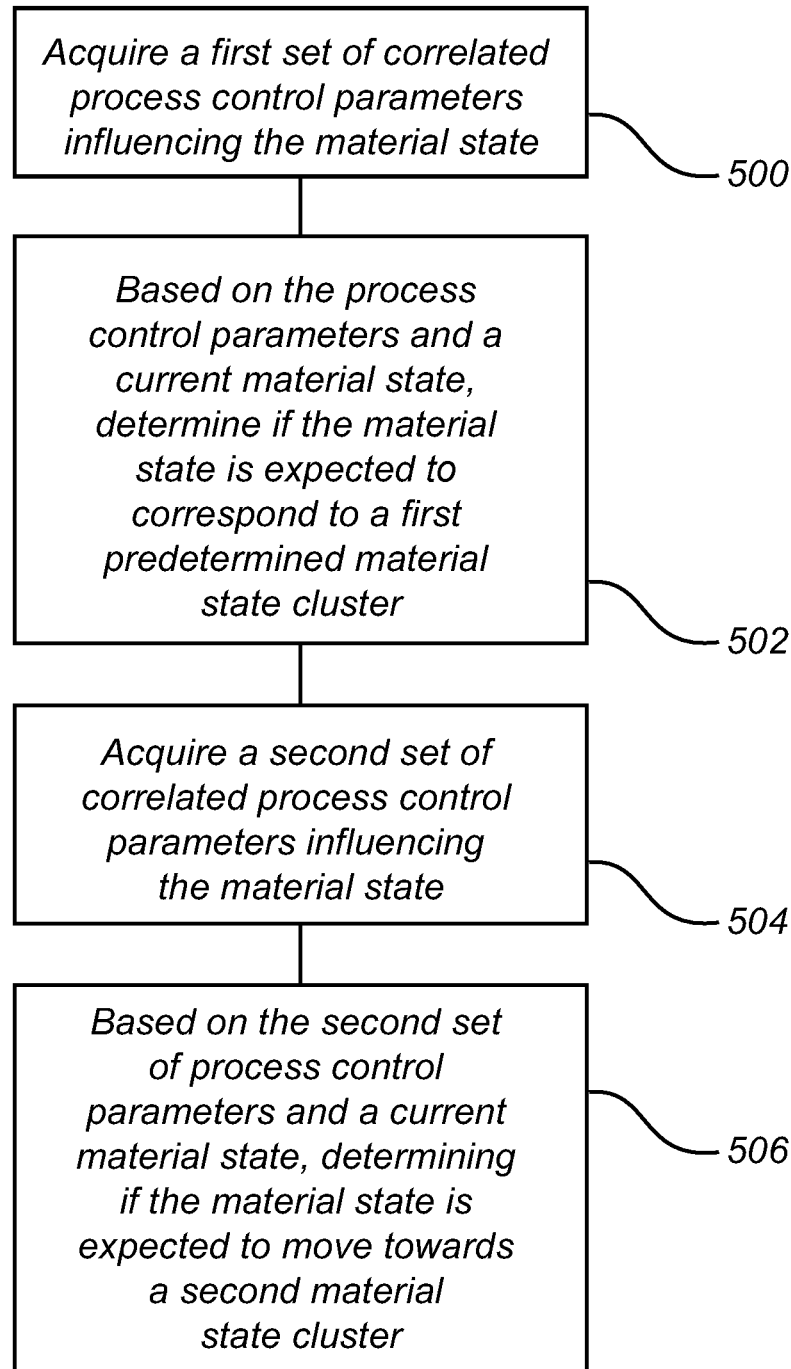 Acquire a first set of correlated
process control parameters
influencing the material state
500
Based on the process
control parameters and a
current material state,
determine if the material
state is expected to
correspond to a first
predetermined material
state cluster
502
Acquire a second set of
correlated process control
parameters influencing
the material state
504
Based on the second set
of process control
parameters and a current
material state, determining
if the material state is
expected to move towards
a second material
state cluster
506